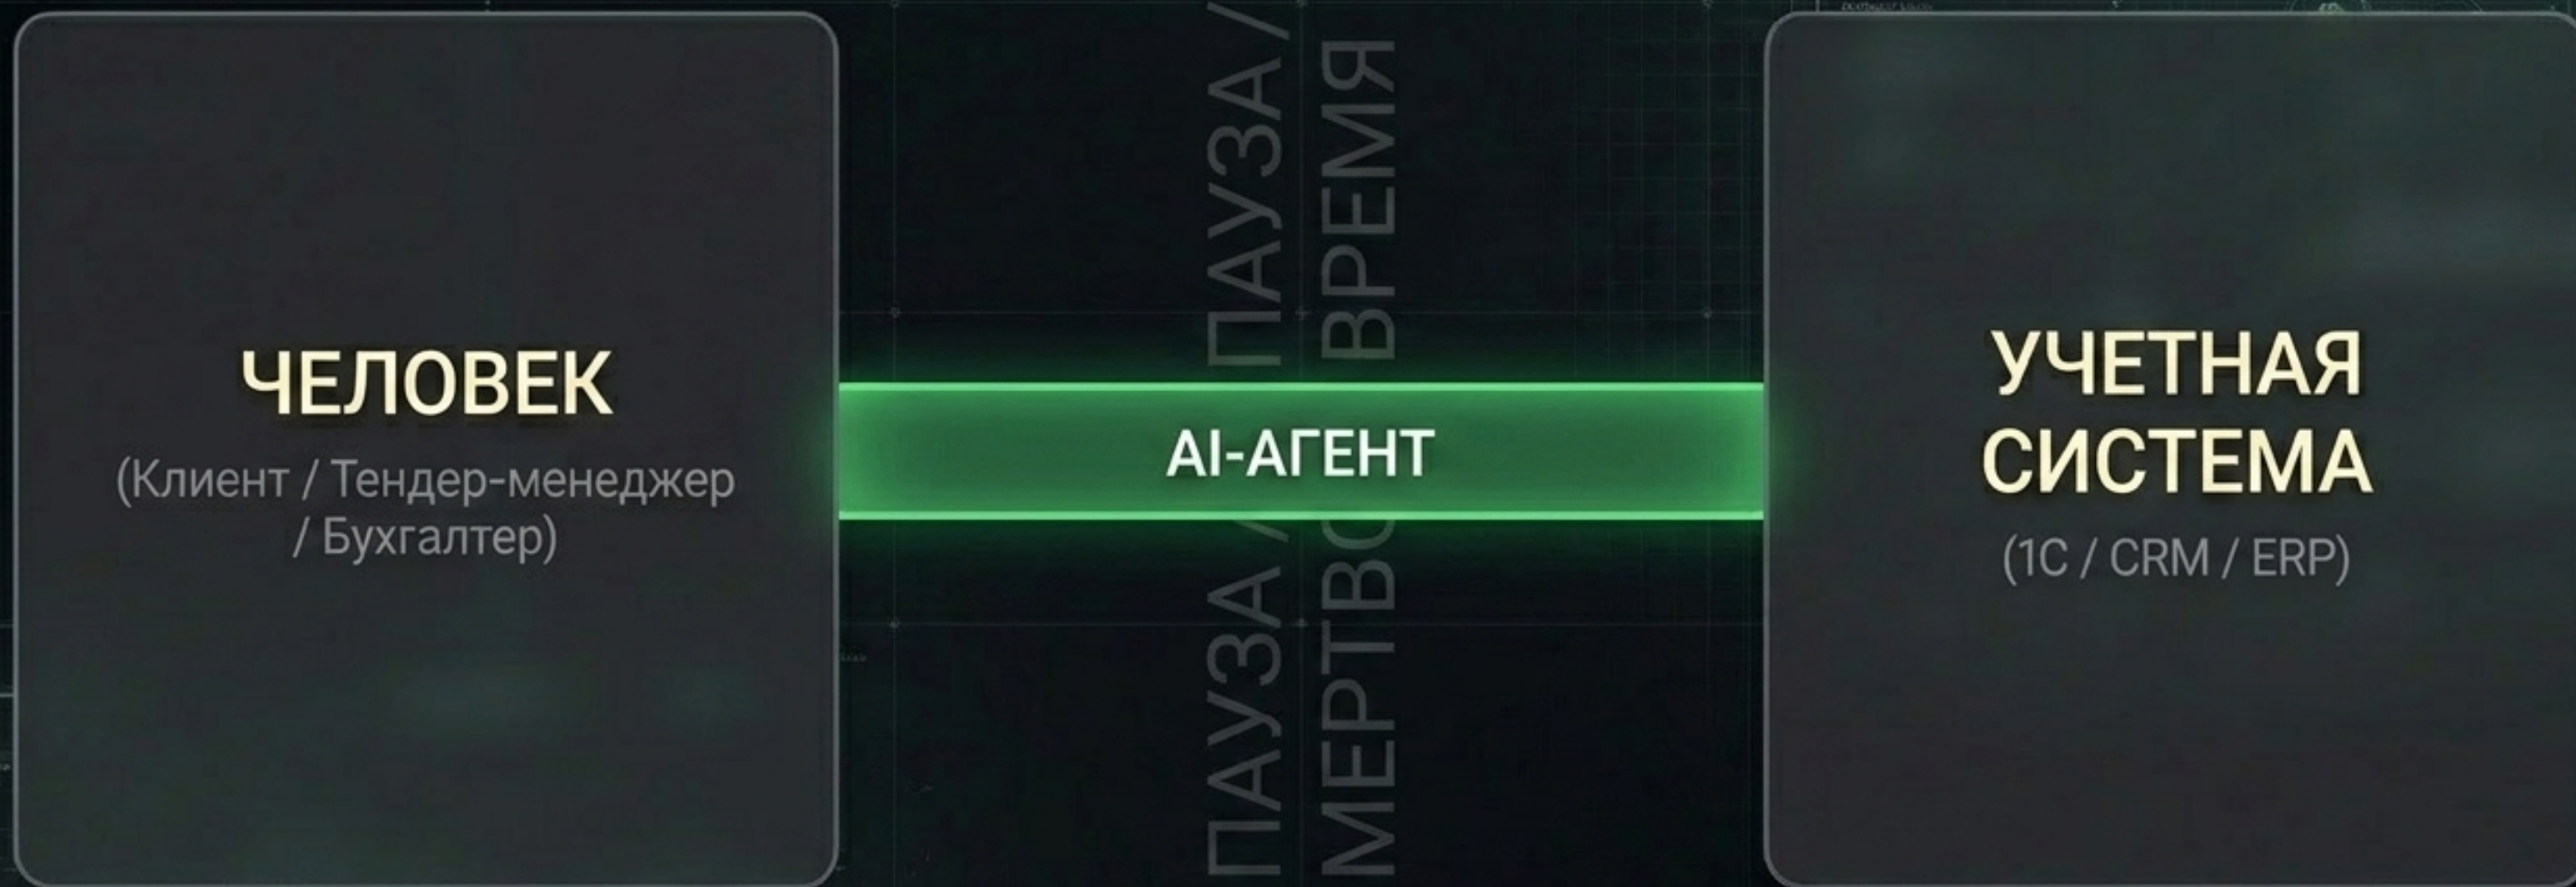 ЧЕЛОВЕК
(Клиент / Тендер-менеджер
/ Бухгалтер)
ПАУЗА /
ВРЕМЯ
AI-АГЕНТ
ПАУЗА /
МЕРТВО
УЧЕТНАЯ
СИСТЕМА
(1С / CRM / ERP)